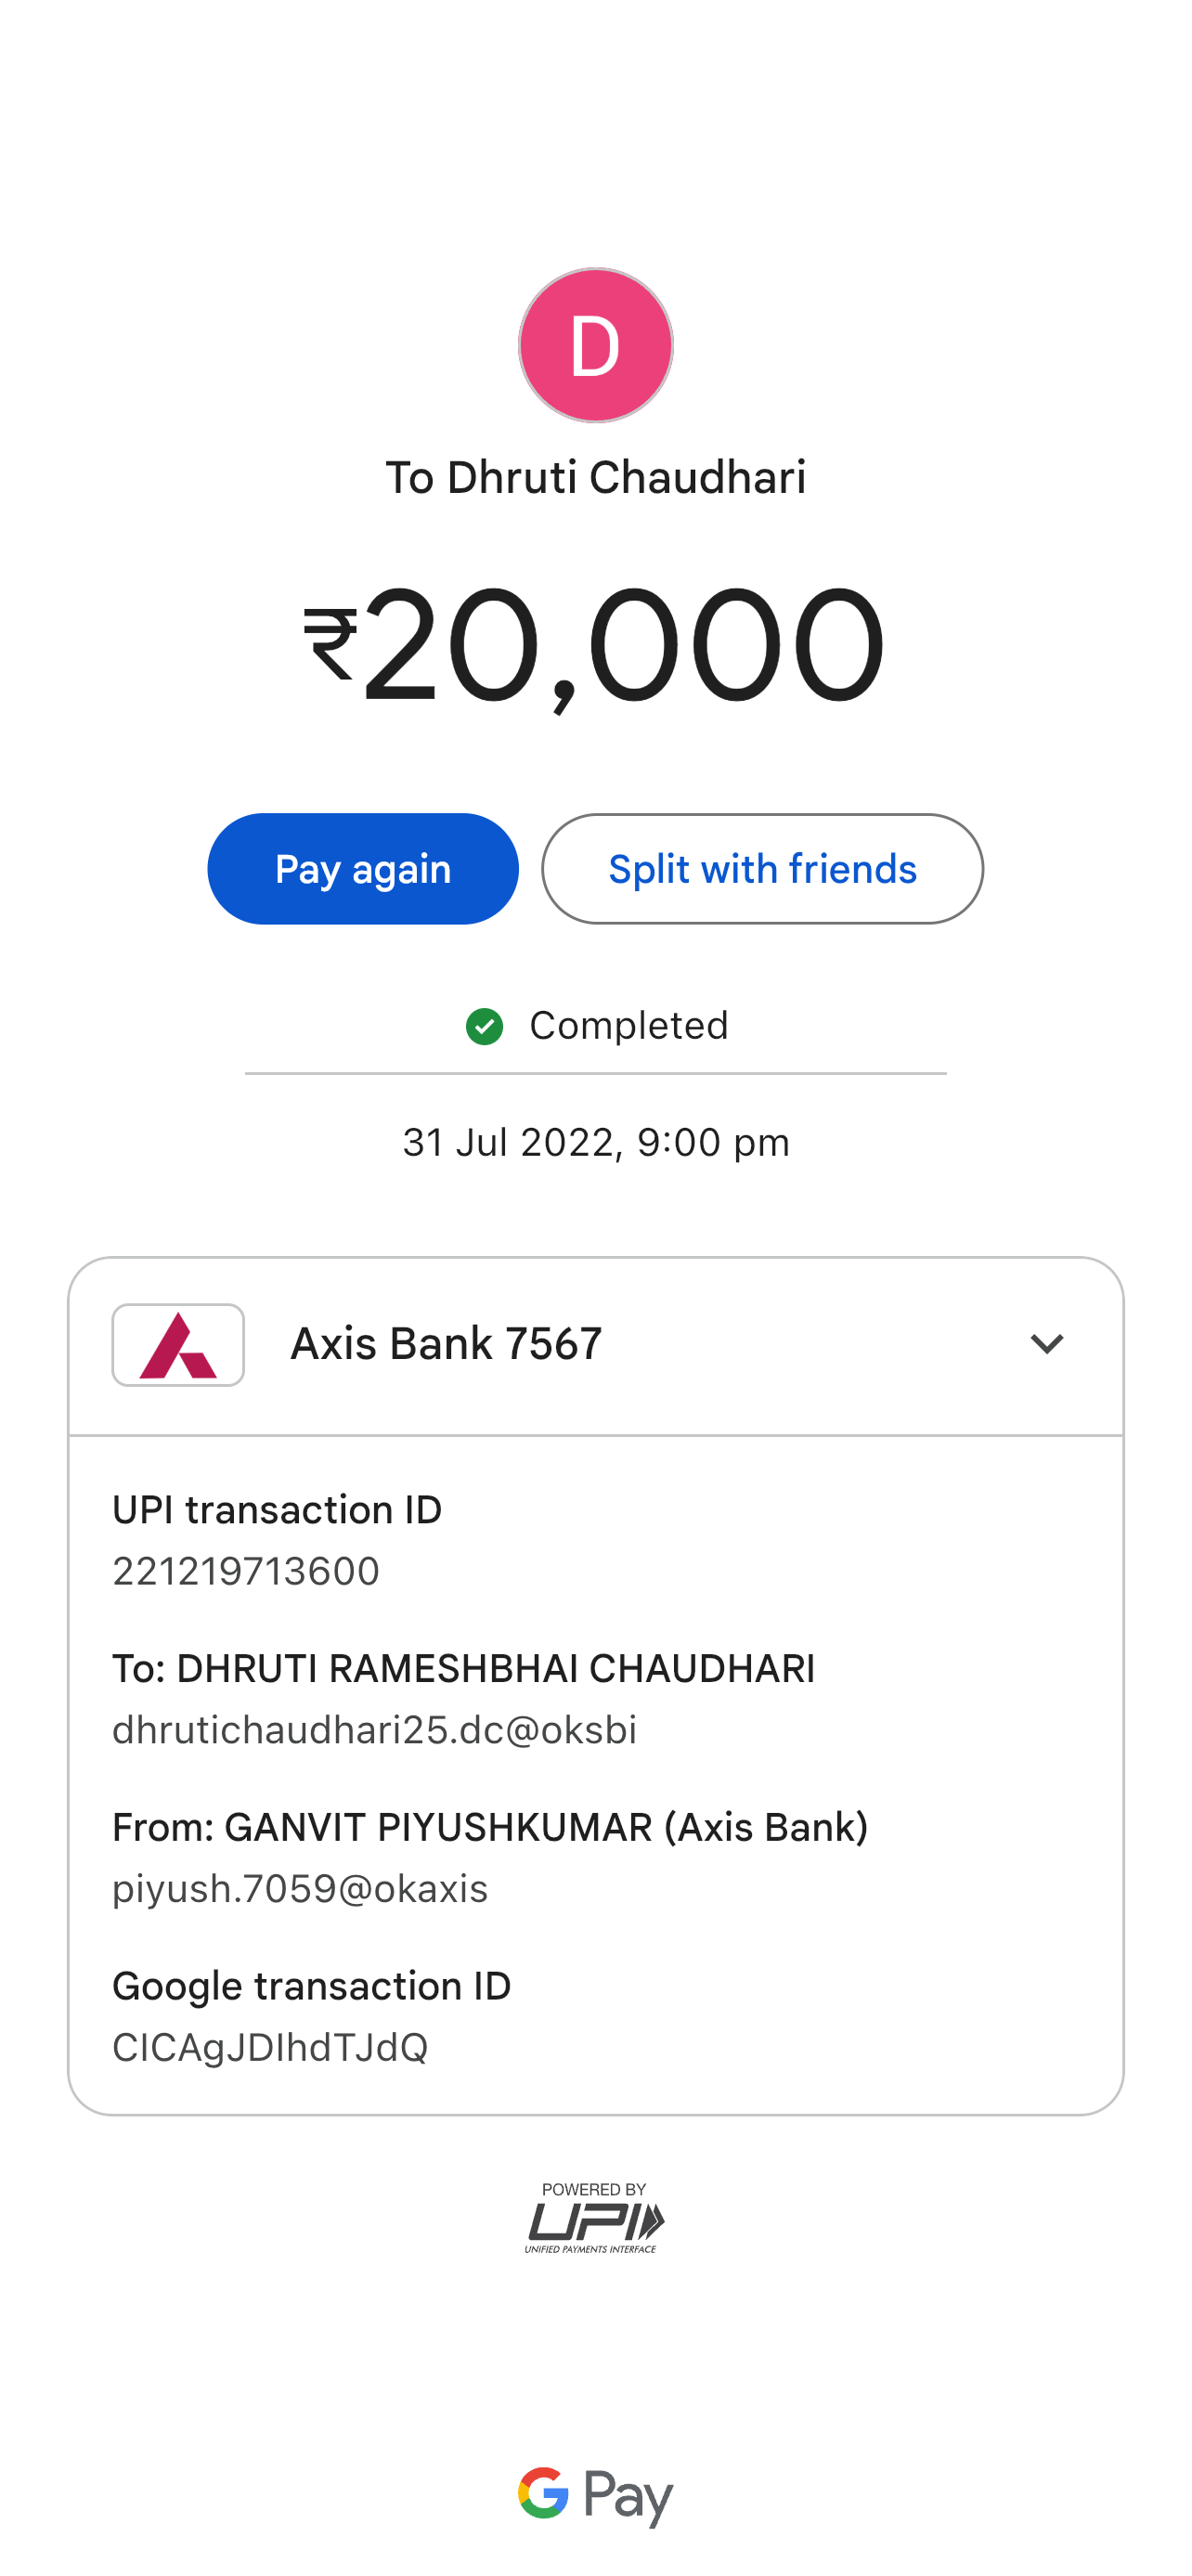 D
To Dhruti Chaudhari
₹20,000
Pay again
Split with friends
Completed
31 Jul 2022, 9:00 pm
Axis Bank 7567
UPI transaction ID
221219713600
To: DHRUTI RAMESHBHAI CHAUDHARI
dhrutichaudhari25.dc@oksbi
From: GANVIT PIYUSHKUMAR (Axis Bank)
piyush.7059@okaxis
Google transaction ID
CICAgJDIhdTJdQ
POWERED BY
UPI
UNIFIED PAYMENTS INTERFACE
G Pay